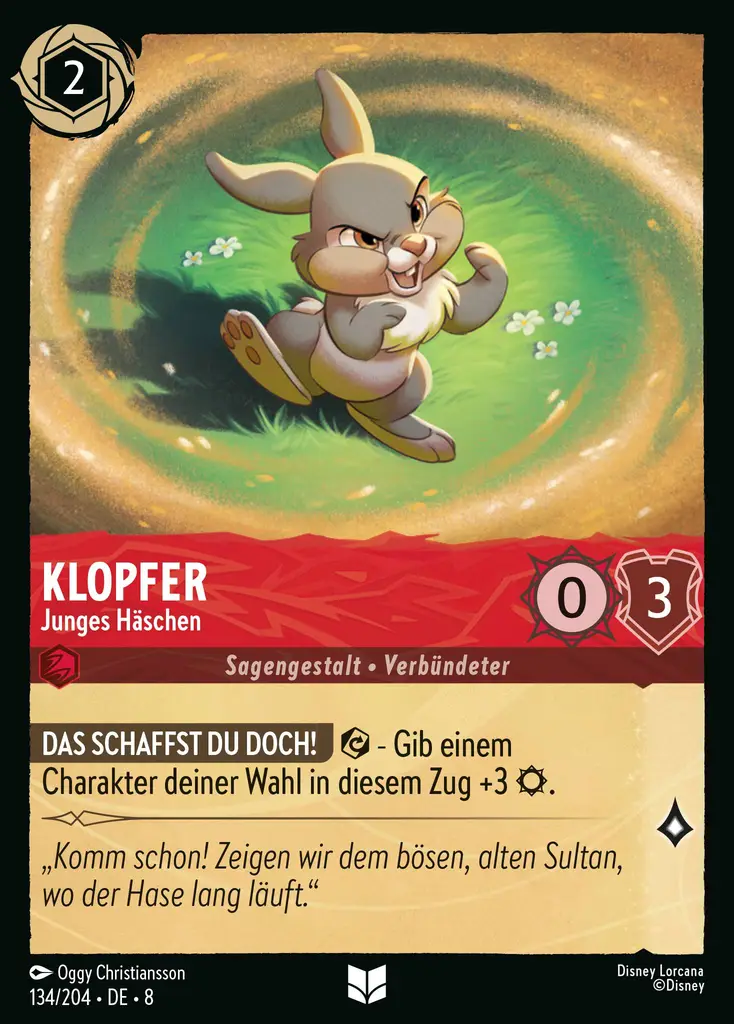 2
KLOPFER
Junges Häschen
0
3
Sagengestalt • Verbündeter
DAS SCHAFFST DU DOCH! - Gib einem
Charakter deiner Wahl in diesem Zug +3 .
„Komm schon! Zeigen wir dem bösen, alten Sultan,
wo der Hase lang läuft.“
Oggy Christiansson
134/204 • DE • 8
Disney Lorcana
©Disney